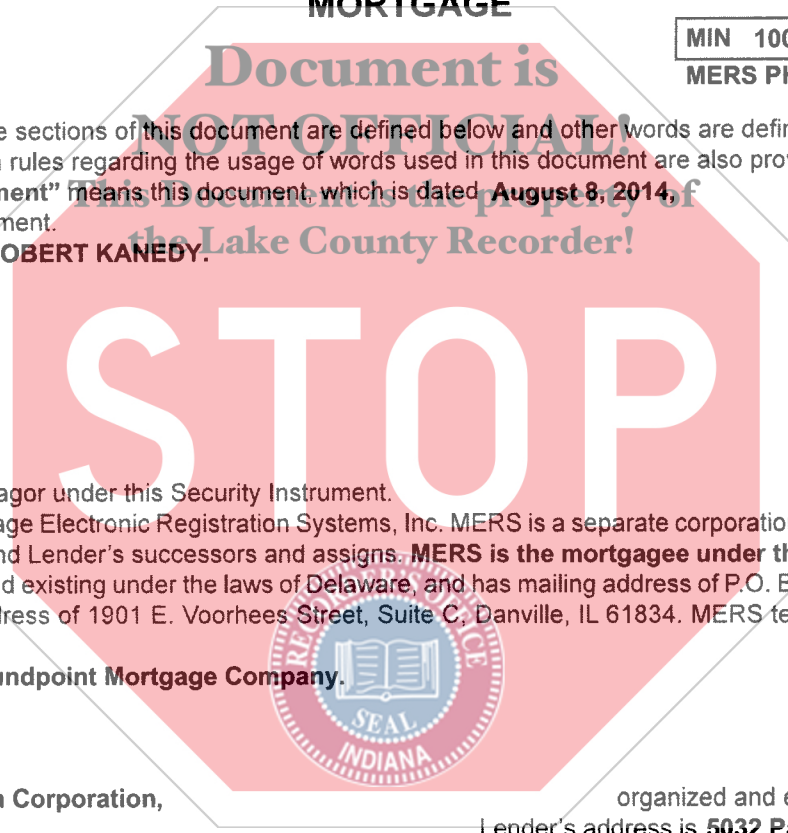 MORTGAGE
MIN 100
MERS PH
Document is
NOT OFFICIAL!
This Document is the property of
the Lake County Recorder!
e sections of this document are defined below and other words are defin
n rules regarding the usage of words used in this document are also prov
ment” means this document, which is dated August 8, 2014,
ment.
OBERT KANEDY.
STOP
agor under this Security Instrument.
age Electronic Registration Systems, Inc. MERS is a separate corporatio
nd Lender's successors and assigns. MERS is the mortgagee under th
d existing under the laws of Delaware, and has mailing address of P.O. B
dress of 1901 E. Voorhees Street, Suite C, Danville, IL 61834. MERS te
undpoint Mortgage Company.
RECORDER'S OFFICE
SEAL
INDIANA
n Corporation,
organized and e
Lender's address is 5032 Pa